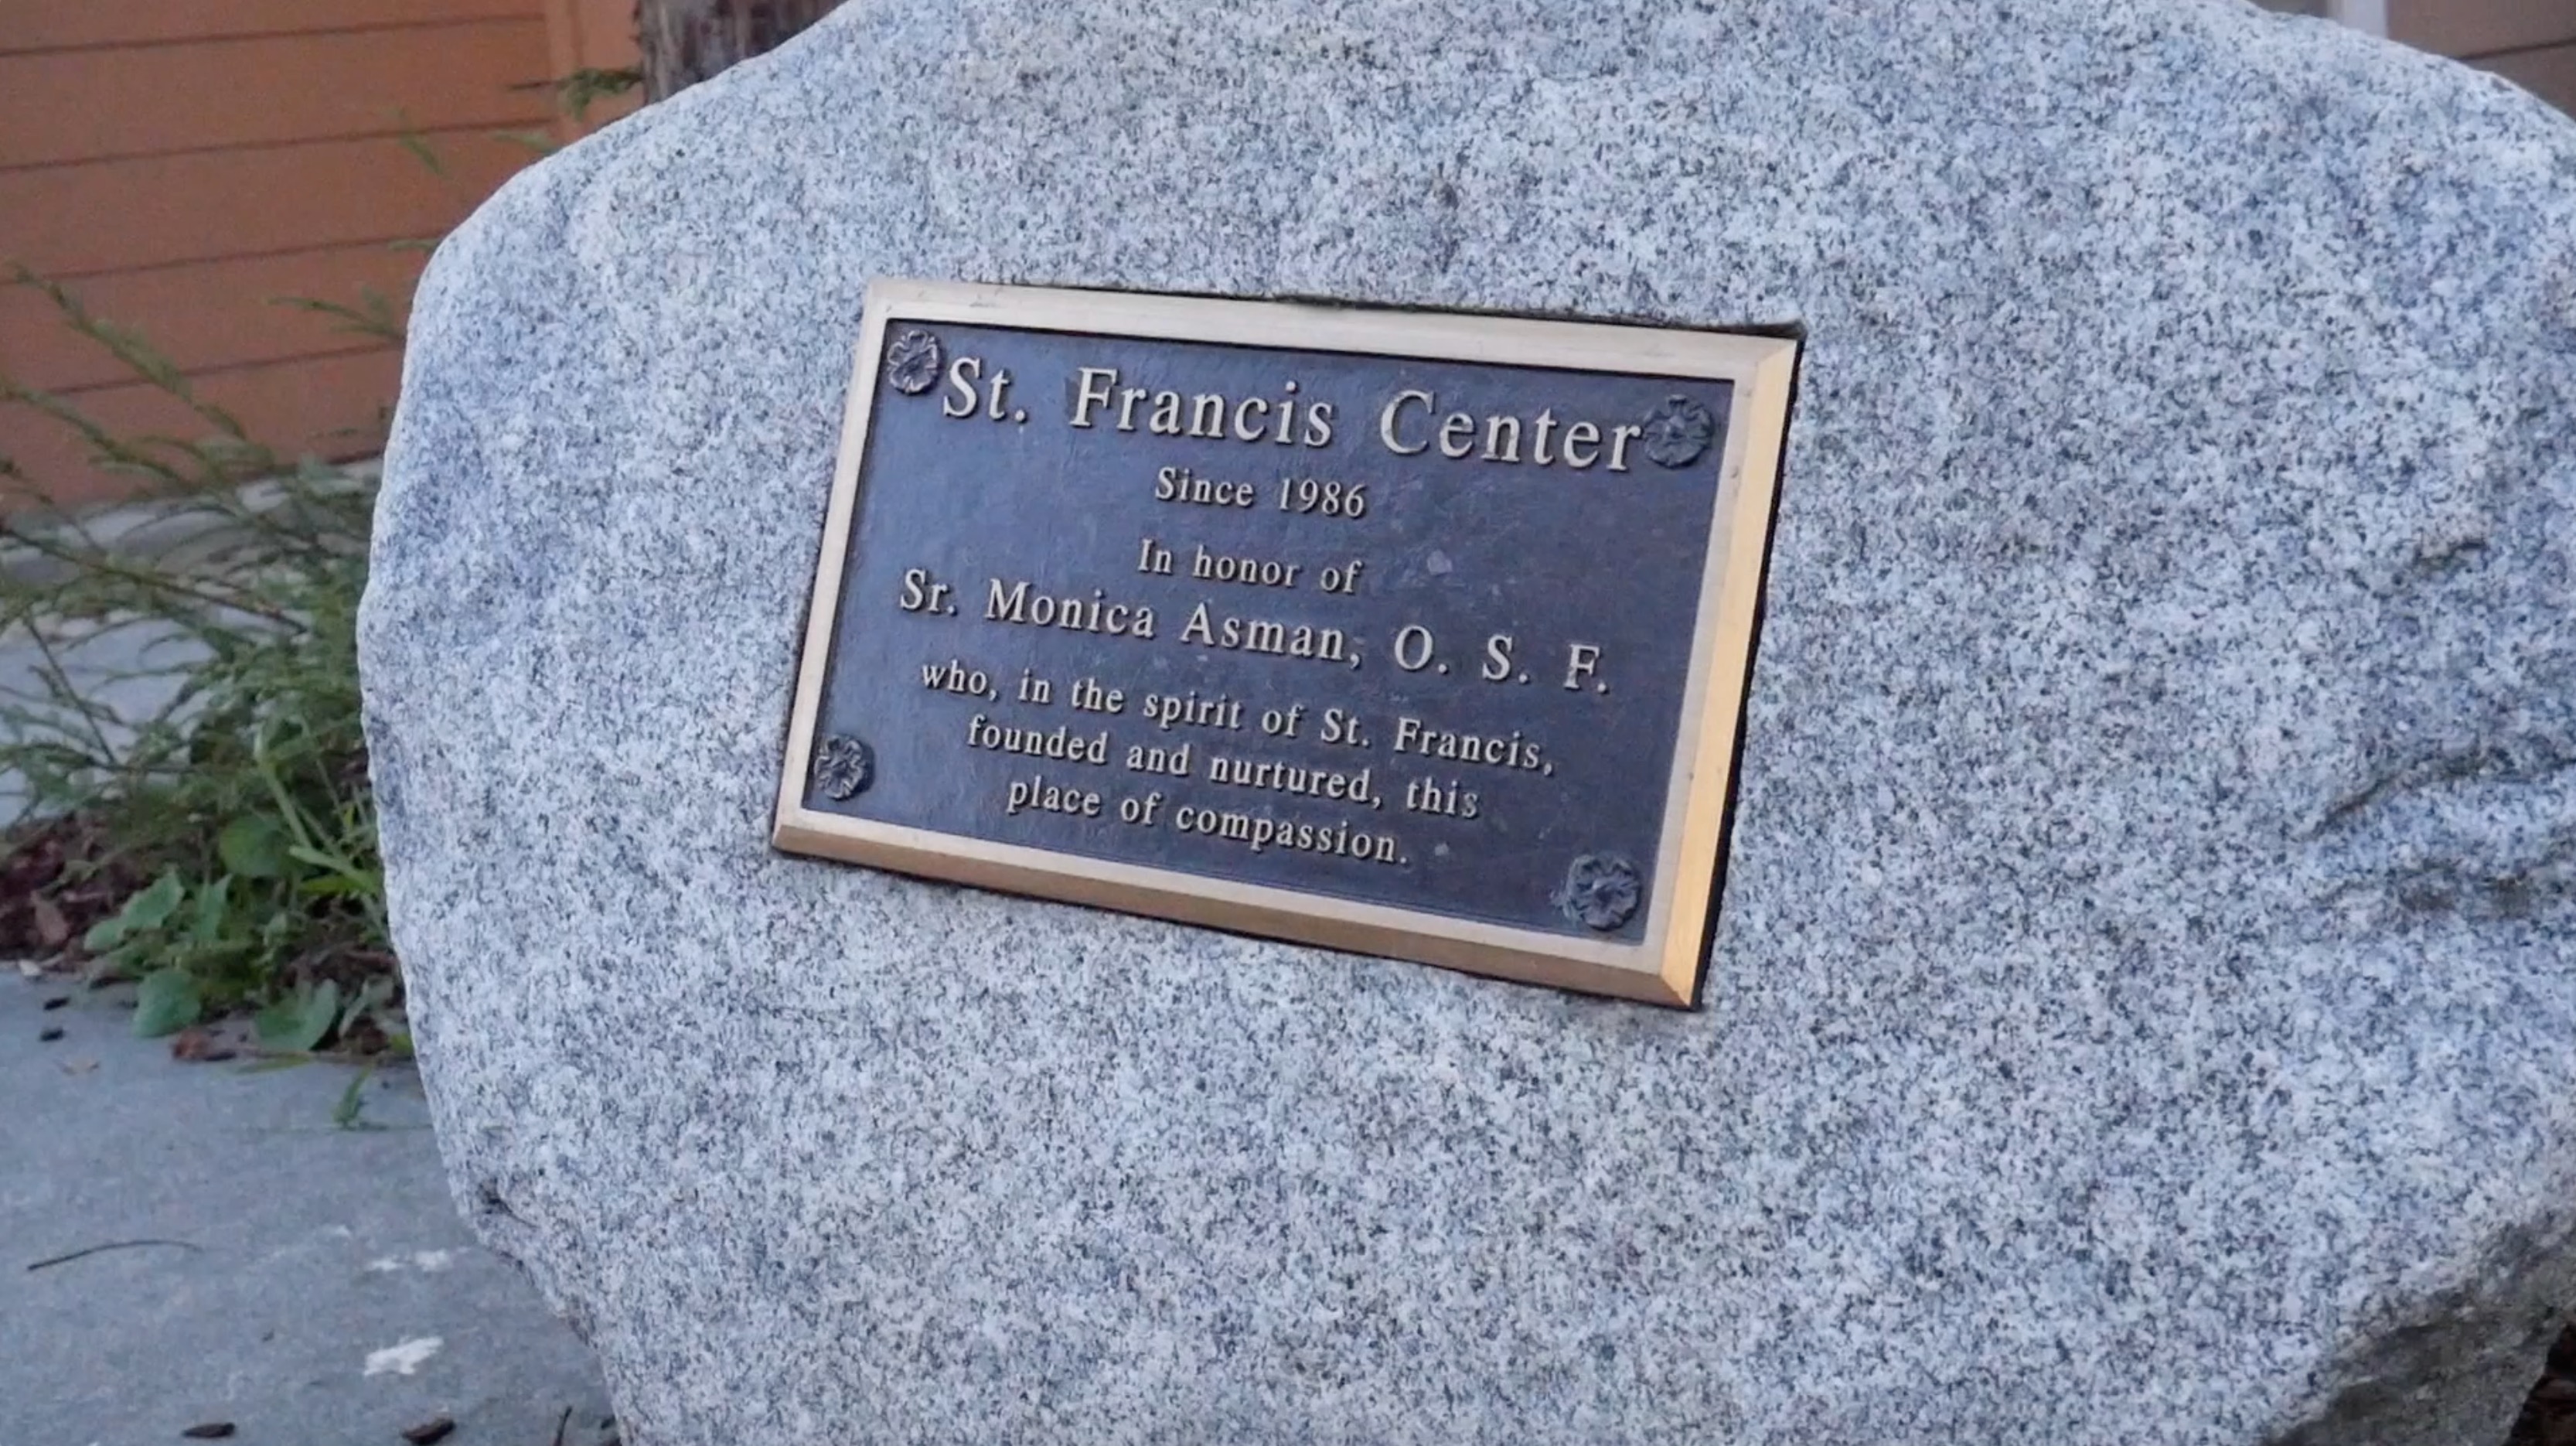 St. Francis Center
Since 1986
In honor of
Sr. Monica Asman, O. S. F.
who, in the spirit of St. Francis,
founded and nurtured, this
place of compassion.